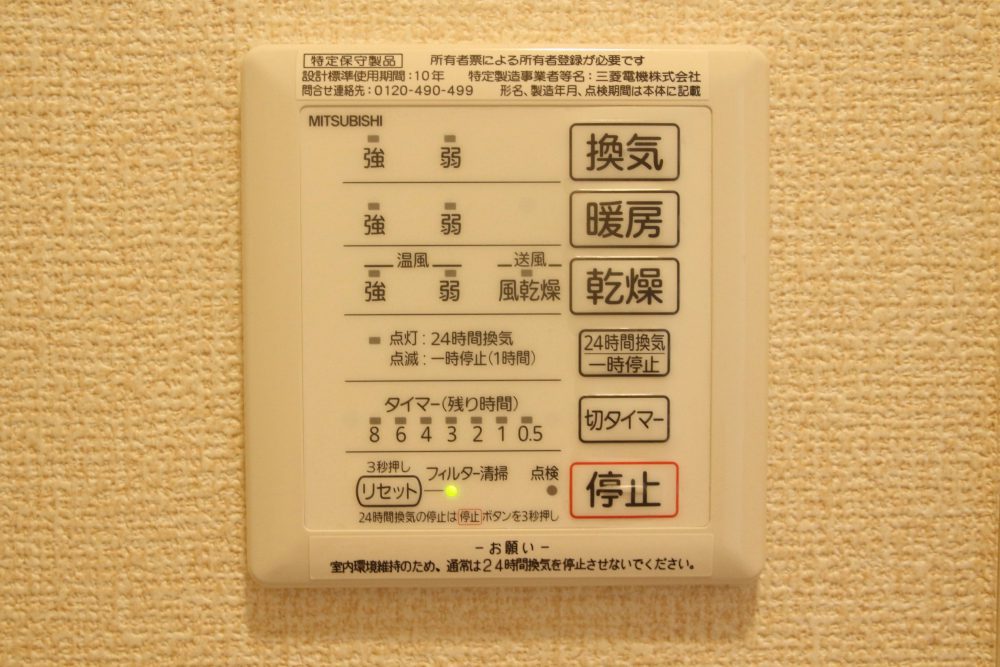 特定保守製品 所有者票による所有者登録が必要です
設計標準使用期間：10年 特定製造事業者等名：三菱電機株式会社
問合せ連絡先：0120-490-499 形名、製造年月、点検期間は本体に記載
MITSUBISHI
強 弱 換気
強 弱 暖房
温風 送風
強 弱 風乾燥 乾燥
点灯：24時間換気
点滅：一時停止(1時間)
24時間換気
一時停止
タイマー(残り時間)
8 6 4 3 2 1 0.5
切タイマー
3秒押し
リセット フィルター清掃 点検
停止
24時間換気の停止は停止ボタンを3秒押し
－お願い－
室内環境維持のため、通常は24時間換気を停止させないでください。